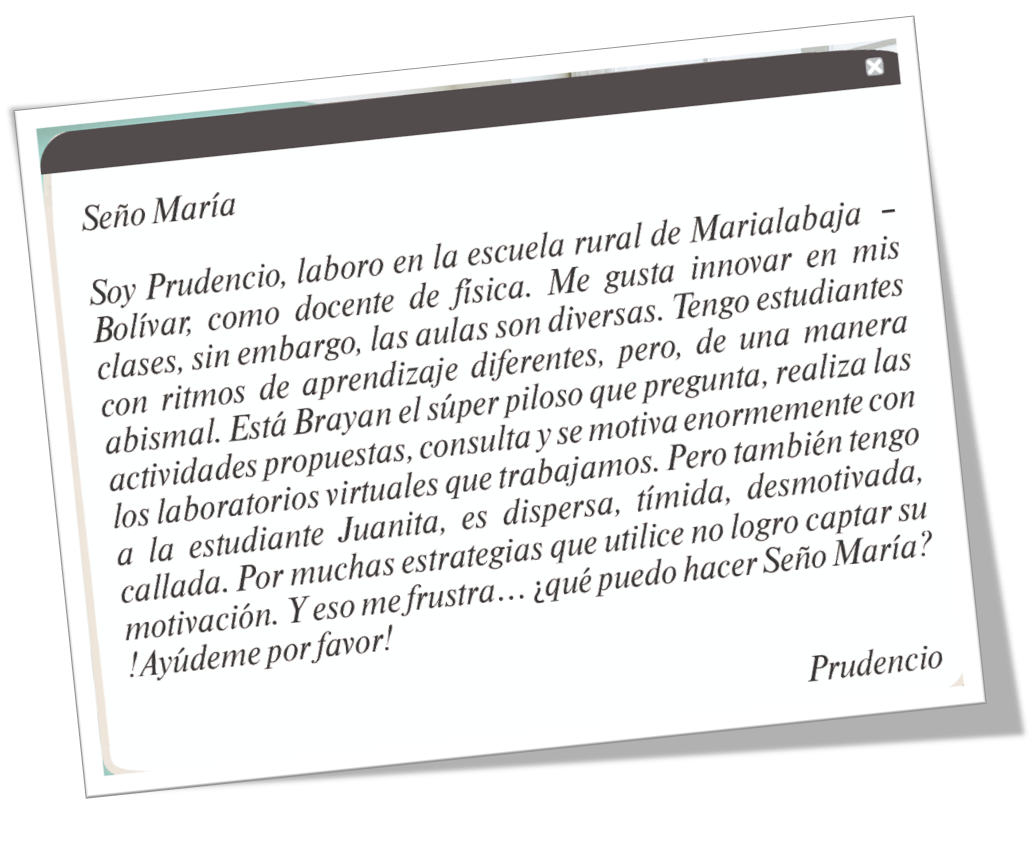 Seño María
Soy Prudencio, laboro en la escuela rural de Marialabaja –
Bolívar, como docente de física. Me gusta innovar en mis
clases, sin embargo, las aulas son diversas. Tengo estudiantes
con ritmos de aprendizaje diferentes, pero, de una manera
abismal. Está Brayan el súper piloso que pregunta, realiza las
actividades propuestas, consulta y se motiva enormemente con
los laboratorios virtuales que trabajamos. Pero también tengo
a la estudiante Juanita, es dispersa, tímida, desmotivada,
callada. Por muchas estrategias que utilice no logro captar su
motivación. Y eso me frustra… ¿qué puedo hacer Seño María?
!Ayúdeme por favor!
Prudencio